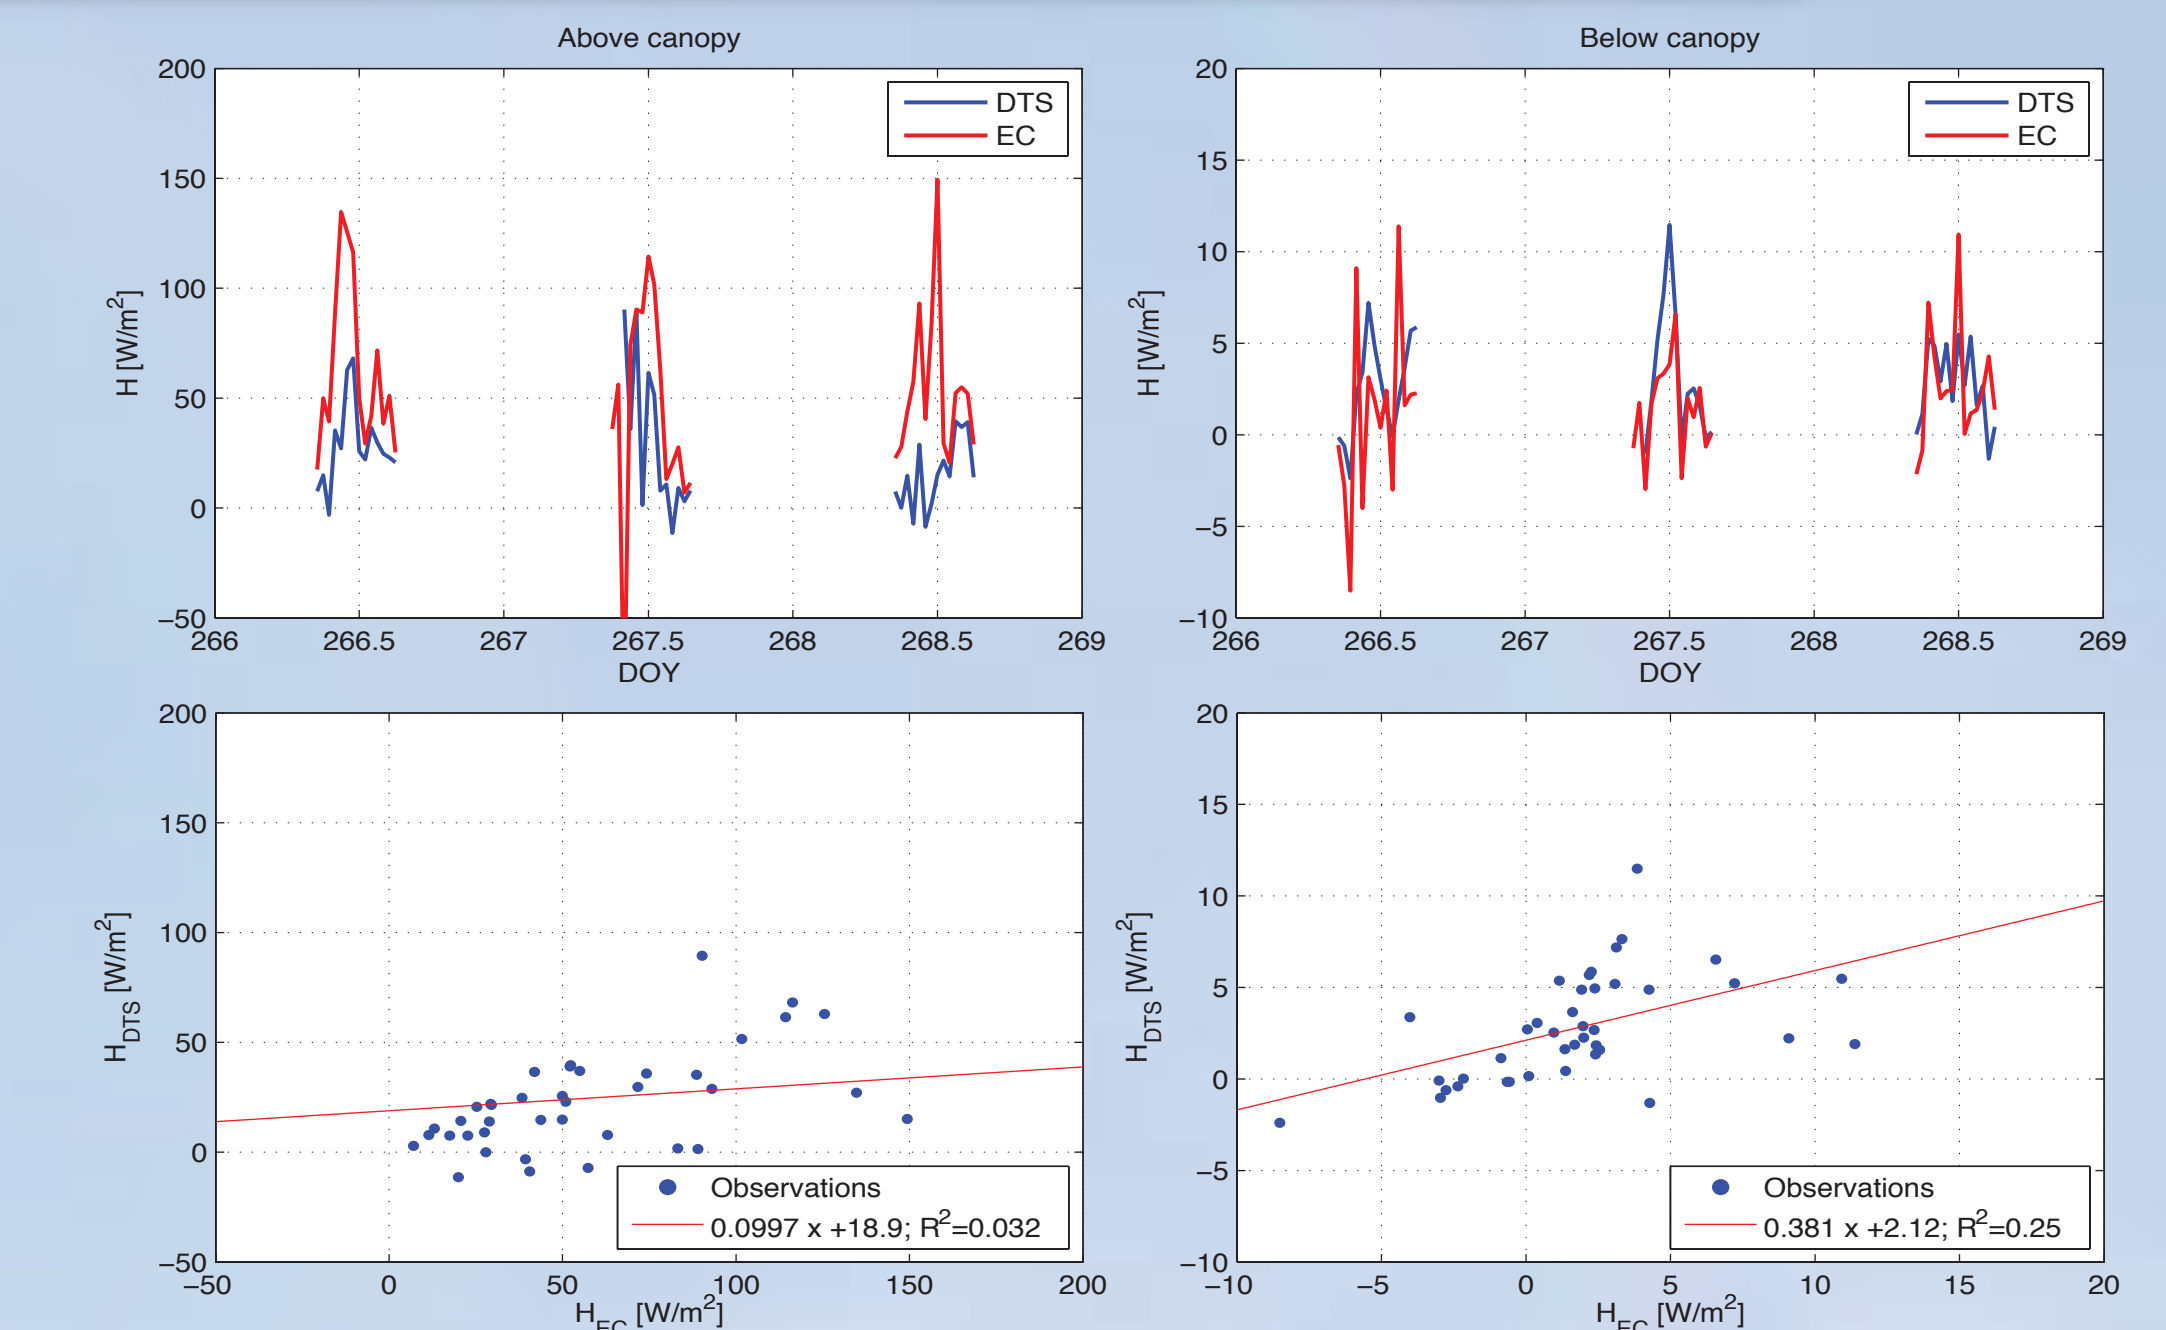 Above canopy
200
150
100
50
0
−50
H [W/m²]
DTS
EC
266 266.5 267 267.5 268 268.5 269
DOY
Below canopy
20
15
10
5
0
−5
−10
H [W/m²]
DTS
EC
266 266.5 267 267.5 268 268.5 269
DOY
200
150
100
50
0
−50
H_DTS [W/m²]
Observations
0.0997 x +18.9; R²=0.032
−50 0 50 100 150 200
H_EC [W/m²]
20
15
10
5
0
−5
−10
H_DTS [W/m²]
Observations
0.381 x +2.12; R²=0.25
−10 −5 0 5 10 15 20
H_EC [W/m²]